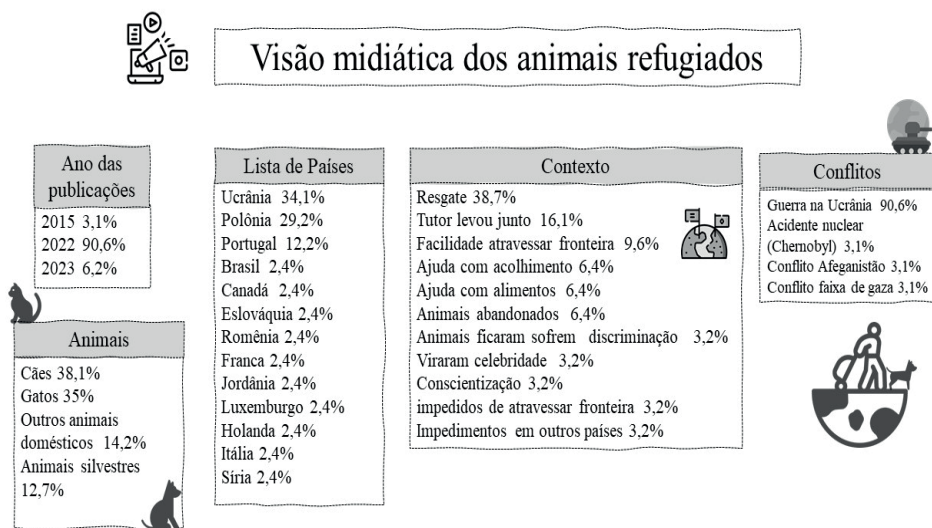 Visão midiática dos animais refugiados
Ano das
publicações
2015 3,1%
2022 90,6%
2023 6,2%
Animais
Cães 38,1%
Gatos 35%
Outros animais
domésticos 14,2%
Animais silvestres
12,7%
Lista de Países
Ucrânia 34,1%
Polônia 29,2%
Portugal 12,2%
Brasil 2,4%
Canadá 2,4%
Eslováquia 2,4%
Romênia 2,4%
Franca 2,4%
Jordânia 2,4%
Luxemburgo 2,4%
Holanda 2,4%
Itália 2,4%
Síria 2,4%
Contexto
Resgate 38,7%
Tutor levou junto 16,1%
Facilidade atravessar fronteira 9,6%
Ajuda com acolhimento 6,4%
Ajuda com alimentos 6,4%
Animais abandonados 6,4%
Animais ficaram sofrem discriminação 3,2%
Viraram celebridade 3,2%
Conscientização 3,2%
impedidos de atravessar fronteira 3,2%
Impedimentos em outros países 3,2%
Conflitos
Guerra na Ucrânia 90,6%
Acidente nuclear
(Chernobyl) 3,1%
Conflito Afeganistão 3,1%
Conflito faixa de gaza 3,1%